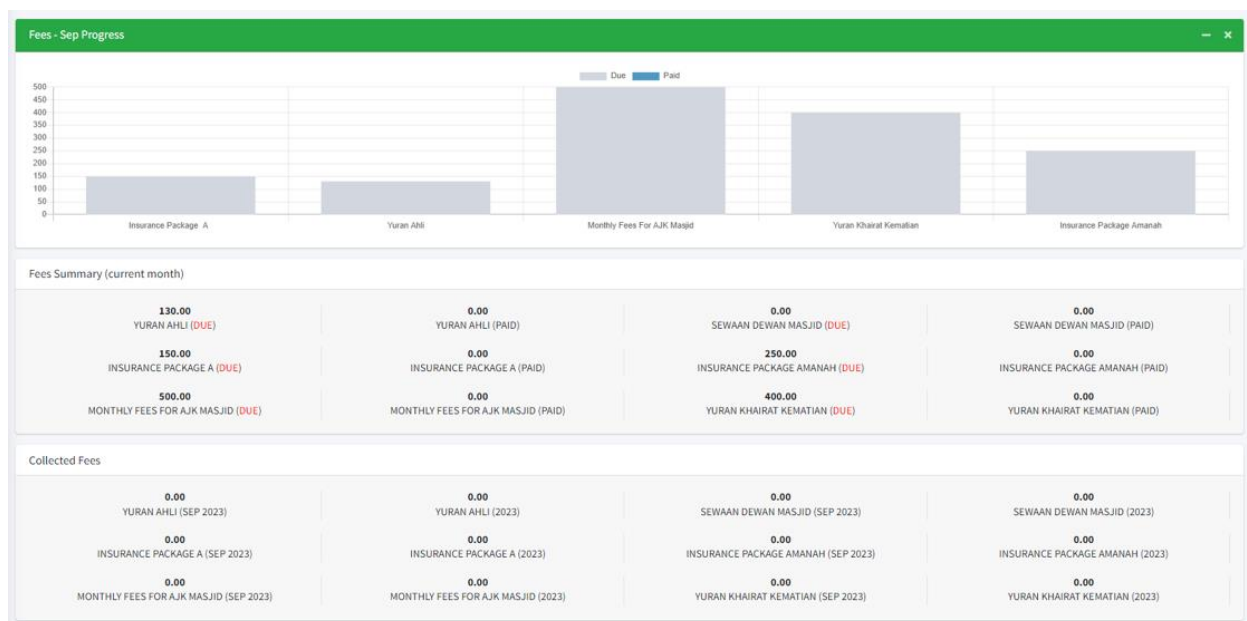 Fees - Sep Progress
Due Paid
500
450
400
350
300
250
200
150
100
50
0
Insurance Package A Yuran Ahli Monthly Fees For AJK Masjid Yuran Khairat Kematian Insurance Package Amanah
Fees Summary (current month)
130.00 0.00 0.00 0.00
YURAN AHLI (DUE) YURAN AHLI (PAID) SEWAAN DEWAN MASJID (DUE) SEWAAN DEWAN MASJID (PAID)
150.00 0.00 250.00 0.00
INSURANCE PACKAGE A (DUE) INSURANCE PACKAGE A (PAID) INSURANCE PACKAGE AMANAH (DUE) INSURANCE PACKAGE AMANAH (PAID)
500.00 0.00 400.00 0.00
MONTHLY FEES FOR AJK MASJID (DUE) MONTHLY FEES FOR AJK MASJID (PAID) YURAN KHAIRAT KEMATIAN (DUE) YURAN KHAIRAT KEMATIAN (PAID)
Collected Fees
0.00 0.00 0.00 0.00
YURAN AHLI (SEP 2023) YURAN AHLI (2023) SEWAAN DEWAN MASJID (SEP 2023) SEWAAN DEWAN MASJID (2023)
0.00 0.00 0.00 0.00
INSURANCE PACKAGE A (SEP 2023) INSURANCE PACKAGE A (2023) INSURANCE PACKAGE AMANAH (SEP 2023) INSURANCE PACKAGE AMANAH (2023)
0.00 0.00 0.00 0.00
MONTHLY FEES FOR AJK MASJID (SEP 2023) MONTHLY FEES FOR AJK MASJID (2023) YURAN KHAIRAT KEMATIAN (SEP 2023) YURAN KHAIRAT KEMATIAN (2023)